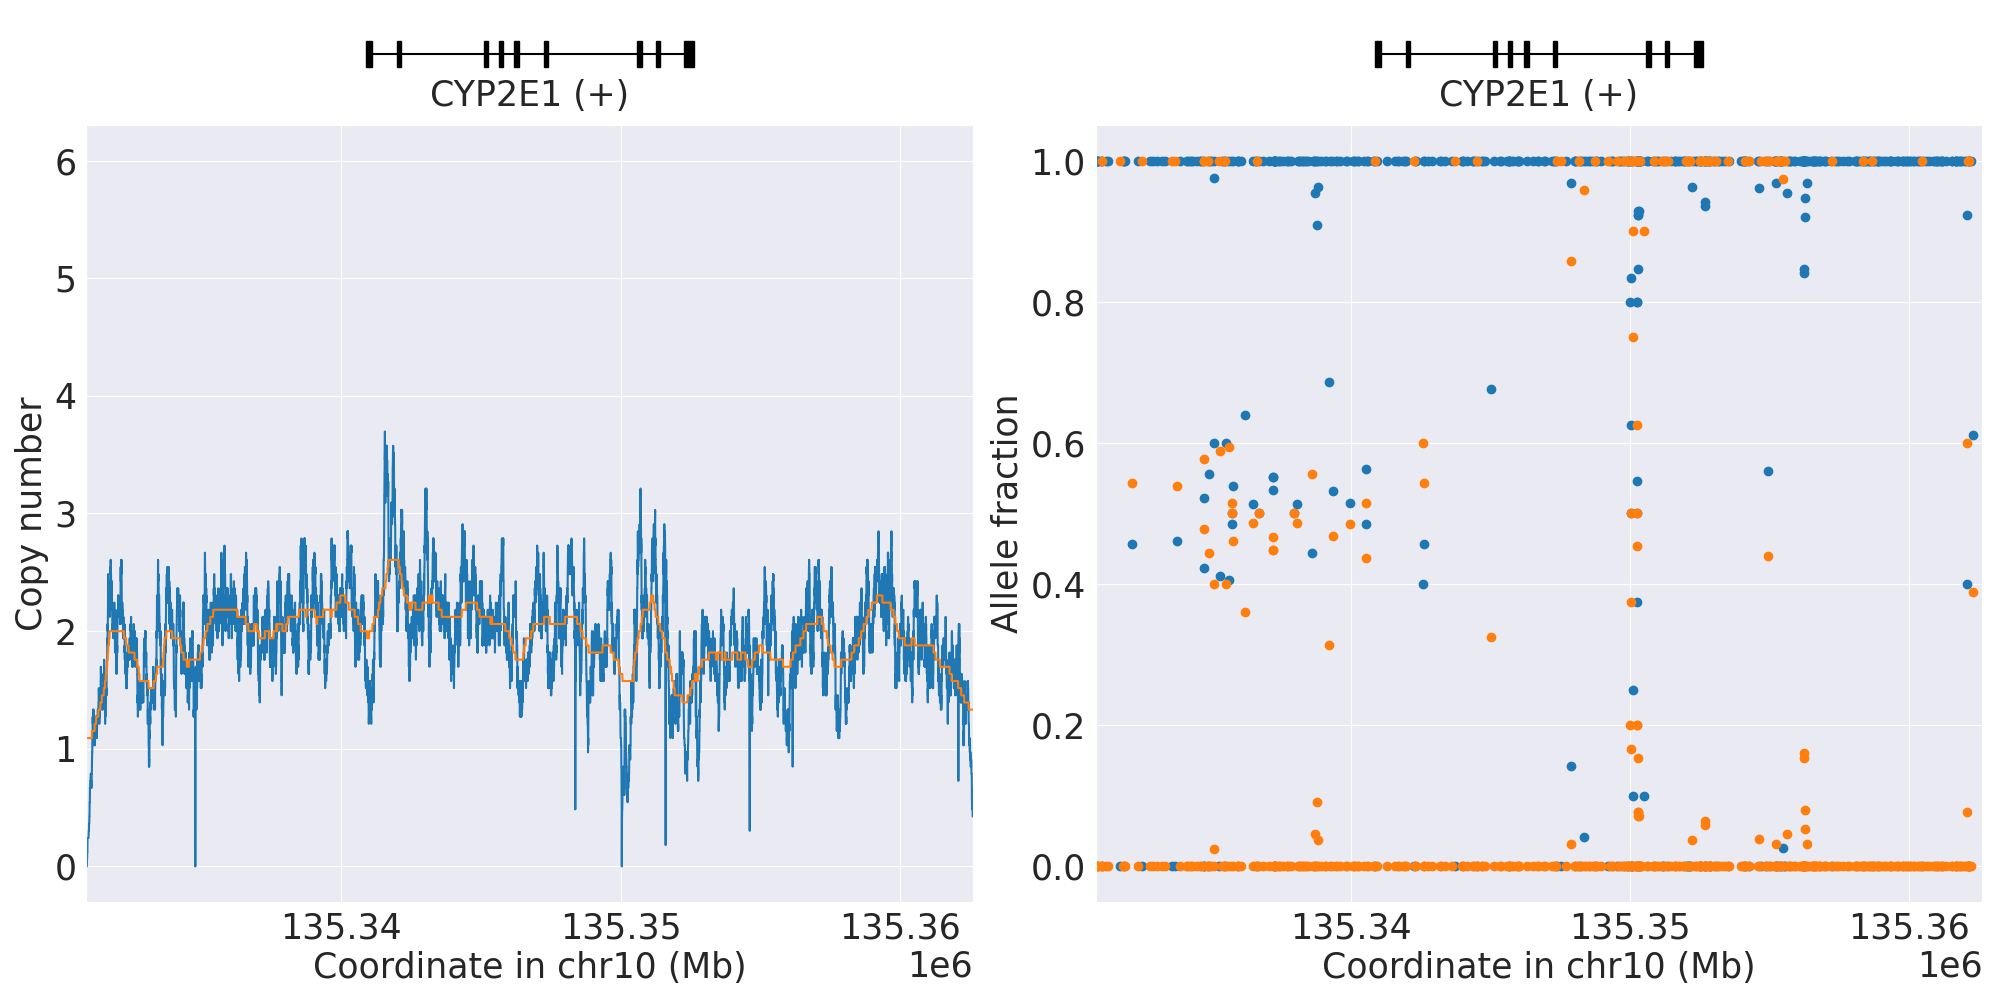 CYP2E1 (+)
Copy number
6
5
4
3
2
1
0
135.34 135.35 135.36
Coordinate in chr10 (Mb)
1e6
CYP2E1 (+)
Allele fraction
1.0
0.8
0.6
0.4
0.2
0.0
135.34 135.35 135.36
Coordinate in chr10 (Mb)
1e6